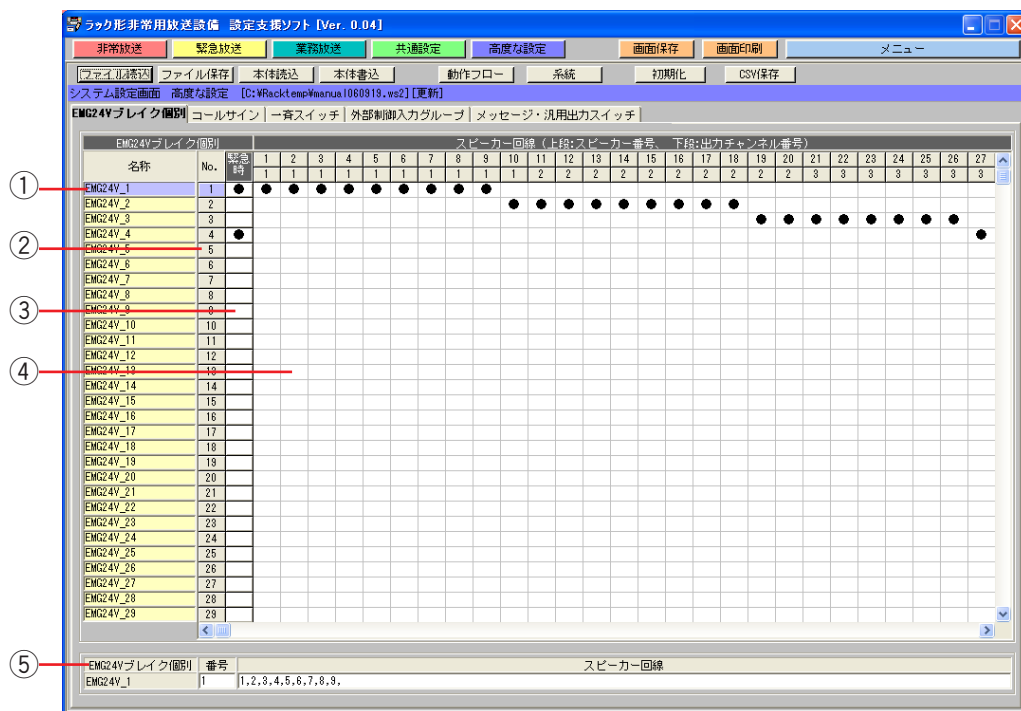 ラック形非常用放送設備 設定支援ソフト [Ver. 0.04]
非常放送 緊急放送 業務放送 共通設定 高度な設定 画面保存 画面印刷 メニュー
ファイル読込 ファイル保存 本体読込 本体書込 動作フロー 系統 初期化 CSV保存
システム設定画面 高度な設定 [C:¥Racktemp¥manual060919.ws2][更新]
EMG24Vブレイク個別 コールサイン 一斉スイッチ 外部制御入力グループ メッセージ・汎用出力スイッチ
EMG24Vブレイク個別 スピーカー回線(上段:スピーカー番号、 下段:出力チャンネル番号)
名称 No. 緊急時 1 2 3 4 5 6 7 8 9 10 11 12 13 14 15 16 17 18 19 20 21 22 23 24 25 26 27
1 1 1 1 1 1 1 1 1 1 2 2 2 2 2 2 2 2 2 3 3 3 3 3 3 3 3
① EMG24V_1 1 ● ● ● ● ● ● ● ● ● ●
EMG24V_2 2 ● ● ● ● ● ● ● ● ●
EMG24V_3 3 ● ● ● ● ● ● ● ●
EMG24V_4 4 ● ●
② EMG24V_5 5
EMG24V_6 6
EMG24V_7 7
EMG24V_8 8
③ EMG24V_9 9
EMG24V_10 10
EMG24V_11 11
EMG24V_12 12
④ EMG24V_13 13
EMG24V_14 14
EMG24V_15 15
EMG24V_16 16
EMG24V_17 17
EMG24V_18 18
EMG24V_19 19
EMG24V_20 20
EMG24V_21 21
EMG24V_22 22
EMG24V_23 23
EMG24V_24 24
EMG24V_25 25
EMG24V_26 26
EMG24V_27 27
EMG24V_28 28
EMG24V_29 29
⑤ EMG24Vブレイク個別 番号 スピーカー回線
EMG24V_1 1 1,2,3,4,5,6,7,8,9,